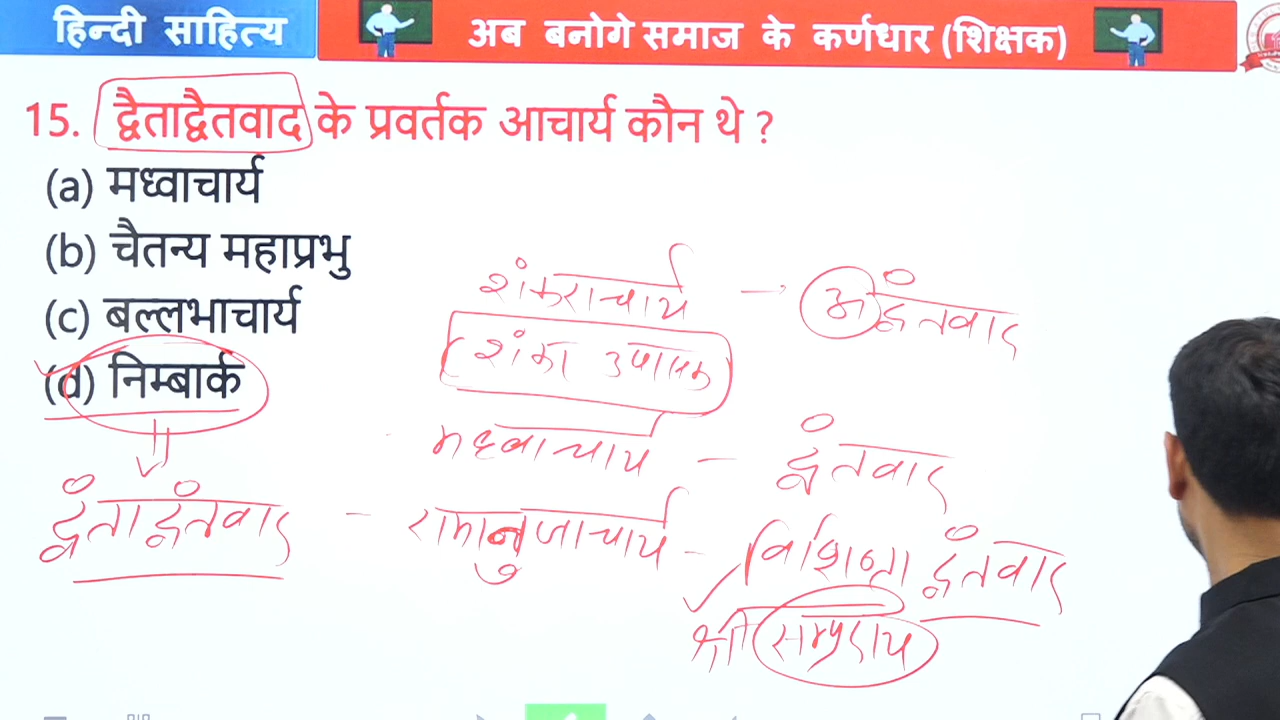 हिन्दी साहित्य
अब बनोगे समाज के कर्णधार (शिक्षक)
15. द्वैताद्वैतवाद के प्रवर्तक आचार्य कौन थे ?
(a) मध्वाचार्य
(b) चैतन्य महाप्रभु
(c) बल्लभाचार्य
(d) निम्बार्क
शंकराचार्य - अद्वैतवाद
शंका उपासक
मध्वाचार्य - द्वैतवाद
द्वैताद्वैतवाद - रामानुजाचार्य - विशिष्टाद्वैतवाद
श्री सम्प्रदाय